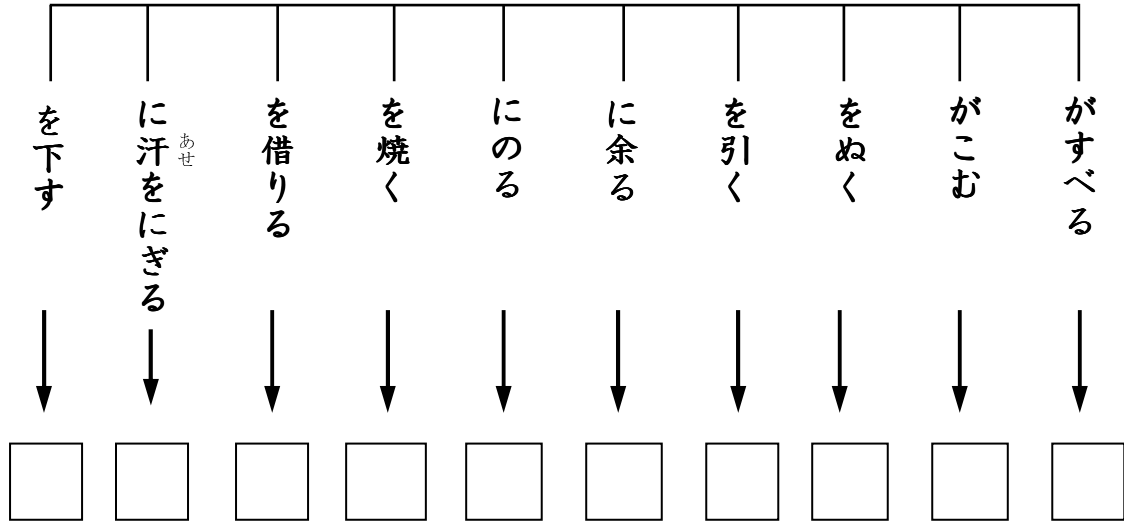 がすべる
がこむ
をぬく
を引く
に余る
にのる
を焼く
を借りる
に汗をにぎる
あせ
を下す